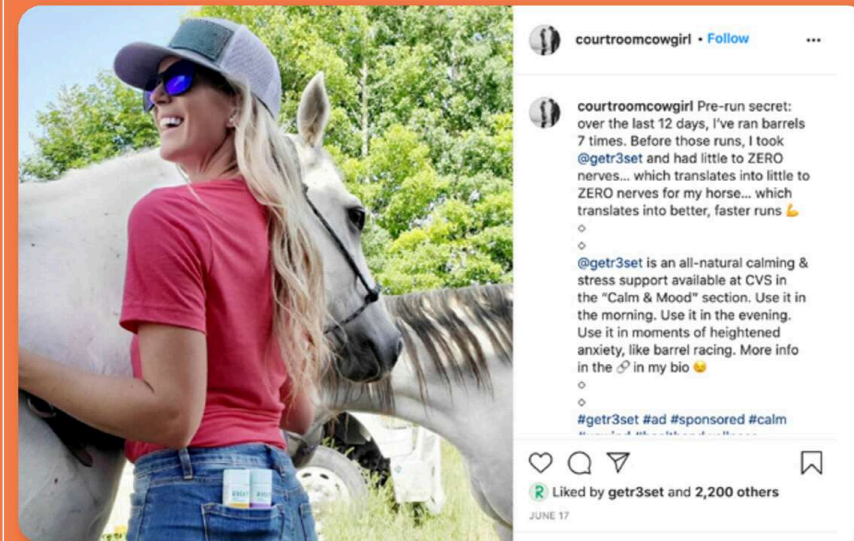 courtroomcowgirl • Follow
courtroomcowgirl Pre-run secret:
over the last 12 days, I've ran barrels
7 times. Before those runs, I took
@getr3set and had little to ZERO
nerves... which translates into little to
ZERO nerves for my horse... which
translates into better, faster runs 💪
◇
◇
@getr3set is an all-natural calming &
stress support available at CVS in
the "Calm & Mood" section. Use it in
the morning. Use it in the evening.
Use it in moments of heightened
anxiety, like barrel racing. More info
in the 🔗 in my bio 😏
◇
◇
#getr3set #ad #sponsored #calm
Liked by getr3set and 2,200 others
JUNE 17